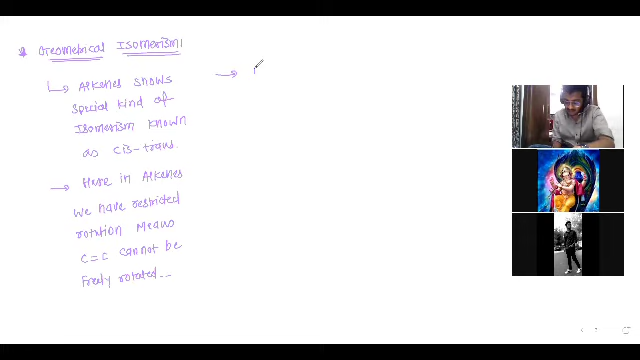 * Geometrical Isomerism
↳ Alkenes shows
special kind of
Isomerism known
as cis-trans.
→ Here in Alkenes
we have restricted
rotation Means
C=C cannot be
Freely rotated...
→